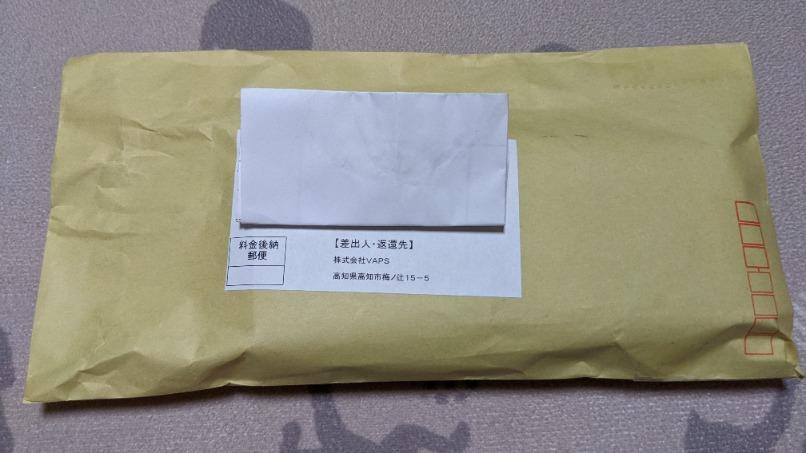 料金後納
郵便
【差出人・返還先】
株式会社VAPS
高知県高知市梅ノ辻15-5